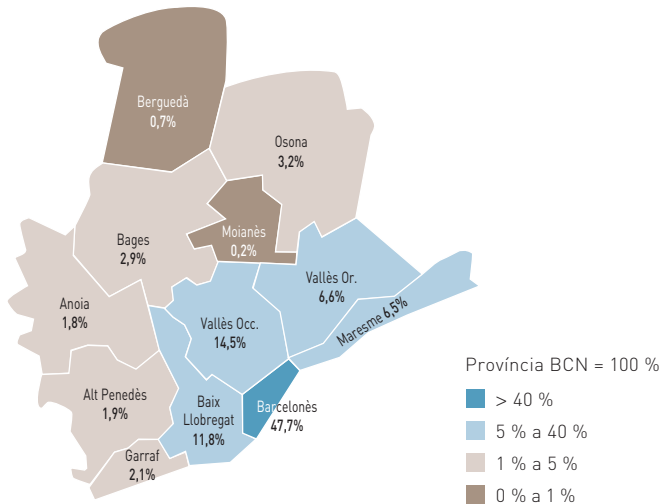 Berguedà
0,7%
Osona
3,2%
Moianès
0,2%
Bages
2,9%
Vallès Or.
6,6%
Anoia
1,8%
Vallès Occ.
14,5%
Maresme 6,5%
Alt Penedès
1,9%
Baix
Llobregat
11,8%
Barcelonès
47,7%
Garraf
2,1%
Província BCN = 100 %
> 40 %
5 % a 40 %
1 % a 5 %
0 % a 1 %